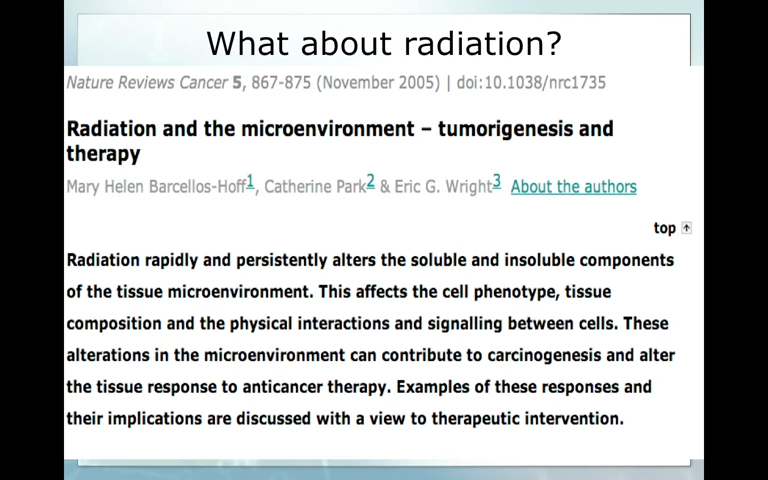 What about radiation?
Nature Reviews Cancer 5, 867-875 (November 2005) | doi:10.1038/nrc1735
Radiation and the microenvironment – tumorigenesis and
therapy
Mary Helen Barcellos-Hoff1, Catherine Park2 & Eric G. Wright3 About the authors
top
Radiation rapidly and persistently alters the soluble and insoluble components
of the tissue microenvironment. This affects the cell phenotype, tissue
composition and the physical interactions and signalling between cells. These
alterations in the microenvironment can contribute to carcinogenesis and alter
the tissue response to anticancer therapy. Examples of these responses and
their implications are discussed with a view to therapeutic intervention.